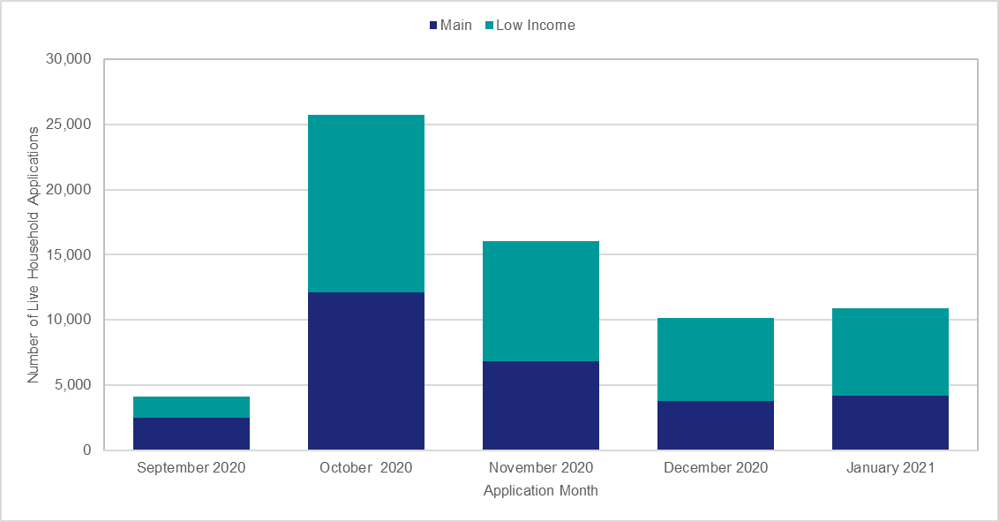 Main Low Income
30,000
25,000
20,000
15,000
10,000
5,000
0
Number of Live Household Applications
September 2020 October 2020 November 2020 December 2020 January 2021
Application Month